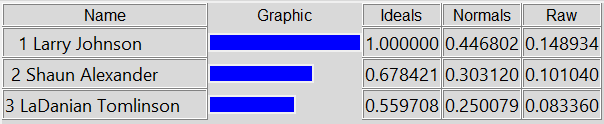 Name Graphic Ideals Normals Raw
1 Larry Johnson 1.000000 0.446802 0.148934
2 Shaun Alexander 0.678421 0.303120 0.101040
3 LaDanian Tomlinson 0.559708 0.250079 0.083360